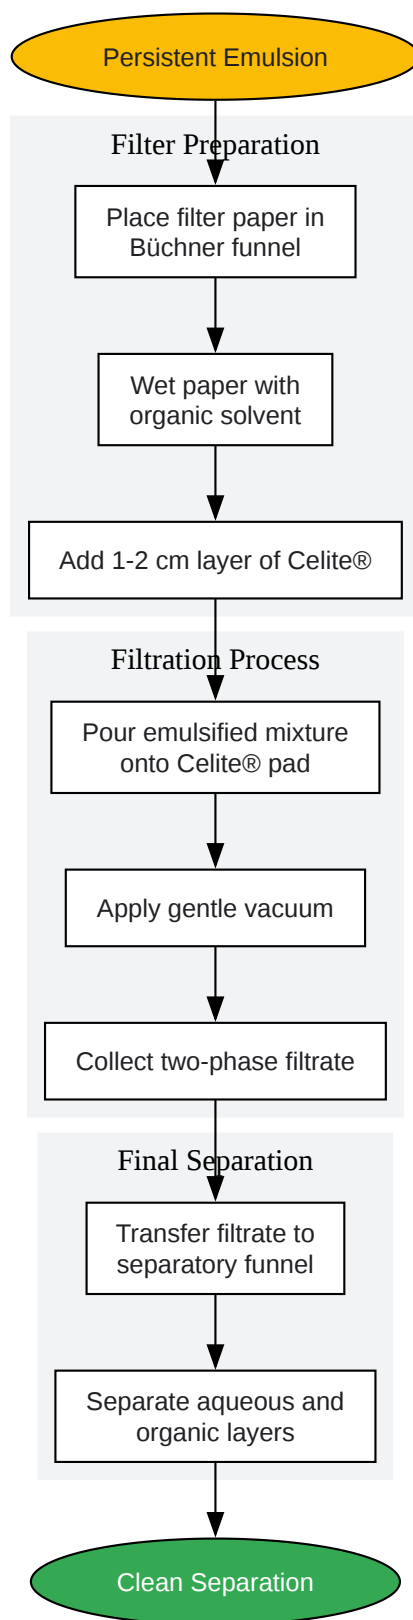 Persistent Emulsion
Filter Preparation
Place filter paper in
Büchner funnel
Wet paper with
organic solvent
Add 1-2 cm layer of Celite®
Filtration Process
Pour emulsified mixture
onto Celite® pad
Apply gentle vacuum
Collect two-phase filtrate
Final Separation
Transfer filtrate to
separatory funnel
Separate aqueous and
organic layers
Clean Separation